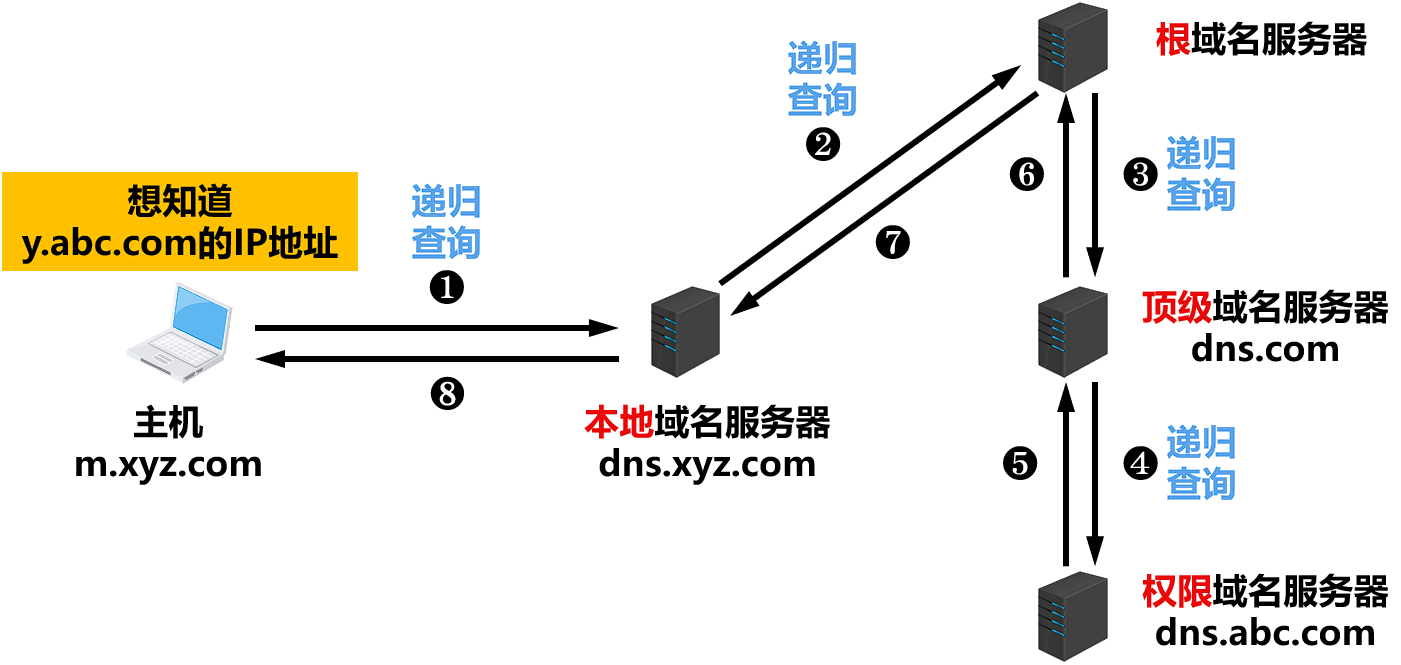 递归
查询
❷
根域名服务器
❻
❸
递归
查询
想知道
y.abc.com的IP地址
递归
查询
❶
❼
顶级域名服务器
dns.com
❽
主机
m.xyz.com
本地域名服务器
dns.xyz.com
❺
❹
递归
查询
权限域名服务器
dns.abc.com